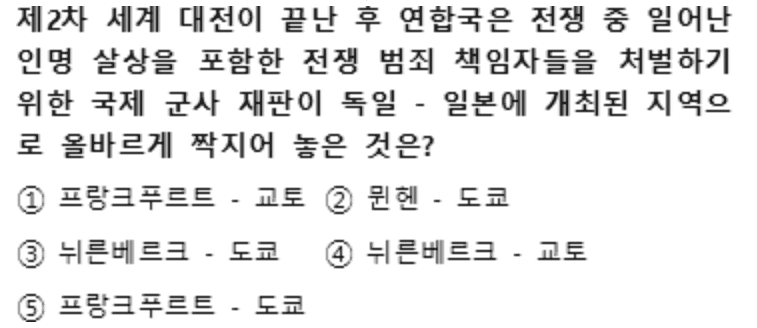 제2차 세계 대전이 끝난 후 연합국은 전쟁 중 일어난
인명 살상을 포함한 전쟁 범죄 책임자들을 처벌하기
위한 국제 군사 재판이 독일 - 일본에 개최된 지역으
로 올바르게 짝지어 놓은 것은?
① 프랑크푸르트 - 교토 ② 뮌헨 - 도쿄
③ 뉘른베르크 - 도쿄 ④ 뉘른베르크 - 교토
⑤ 프랑크푸르트 - 도쿄